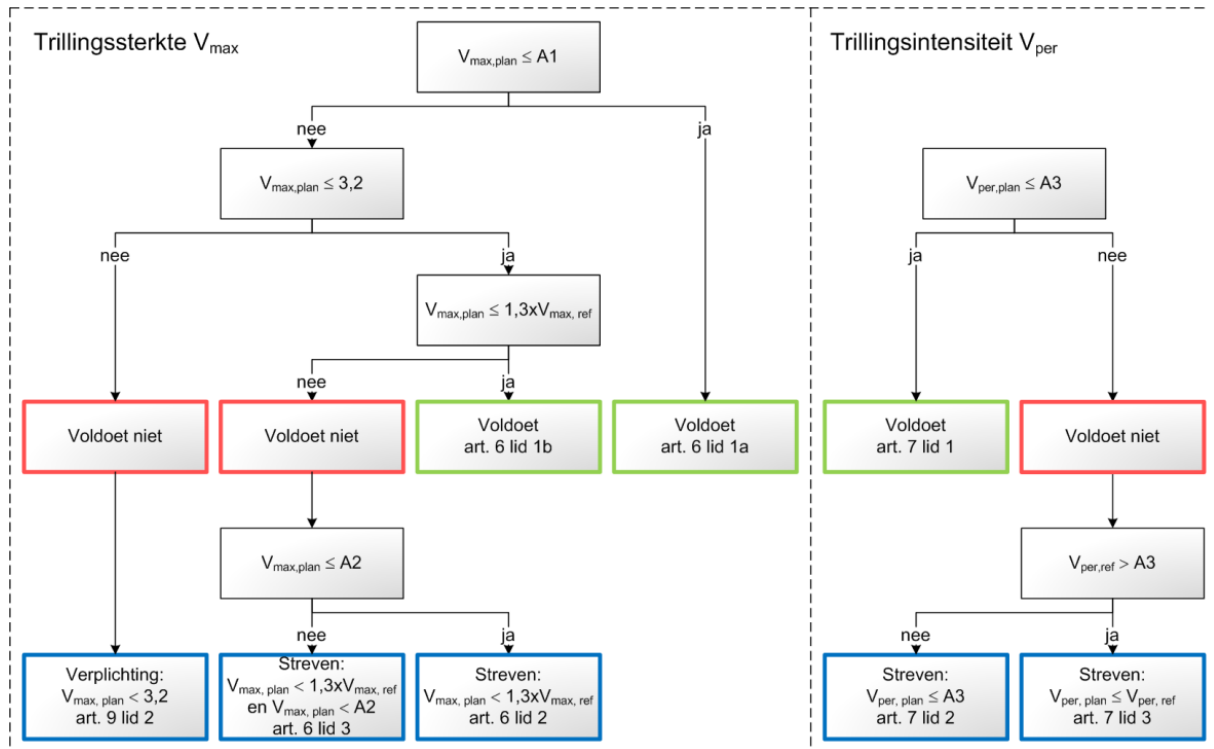 Trillingssterkte Vmax
Vmax,plan ≤ A1
nee
ja
Vmax,plan ≤ 3,2
nee
ja
Vmax,plan ≤ 1,3xVmax, ref
nee
ja
Voldoet niet
Voldoet niet
Voldoet
art. 6 lid 1b
Voldoet
art. 6 lid 1a
Vmax,plan ≤ A2
nee
ja
Verplichting:
Vmax, plan < 3,2
art. 9 lid 2
Streven:
Vmax, plan < 1,3xVmax, ref
en Vmax, plan < A2
art. 6 lid 3
Streven:
Vmax, plan < 1,3xVmax, ref
art. 6 lid 2
Trillingsintensiteit Vper
Vper,plan ≤ A3
ja
nee
Voldoet
art. 7 lid 1
Voldoet niet
Vper,ref > A3
nee
ja
Streven:
Vper, plan ≤ A3
art. 7 lid 2
Streven:
Vper, plan ≤ Vper, ref
art. 7 lid 3